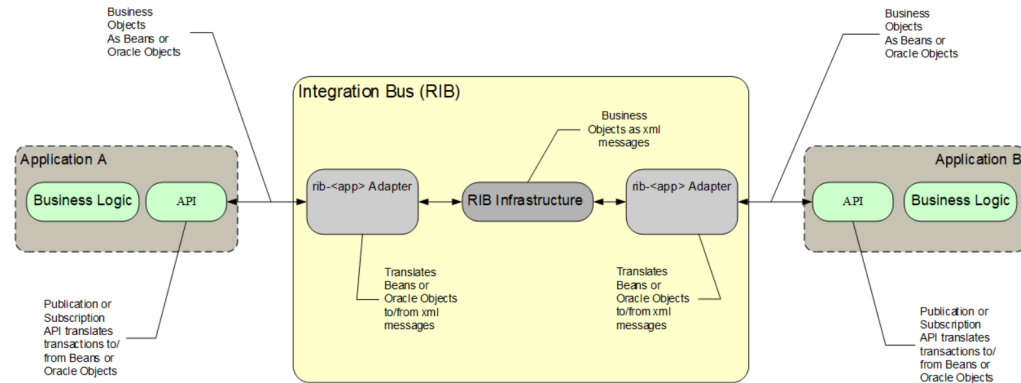 Business
Objects
As Beans or
Oracle Objects
Business
Objects
As Beans or
Oracle Objects
Integration Bus (RIB)
Business
Objects as xml
messages
Application A
Business Logic
API
rib-<app> Adapter
RIB Infrastructure
rib-<app> Adapter
Application B
API
Business Logic
Translates
Beans or
Oracle Objects
to/from xml
messages
Translates
Beans or
Oracle Objects
to/from xml
messages
Publication or
Subscription
API translates
transactions to/
from Beans or
Oracle Objects
Publication or
Subscription
API translates
transactions to/
from Beans or
Oracle Objects